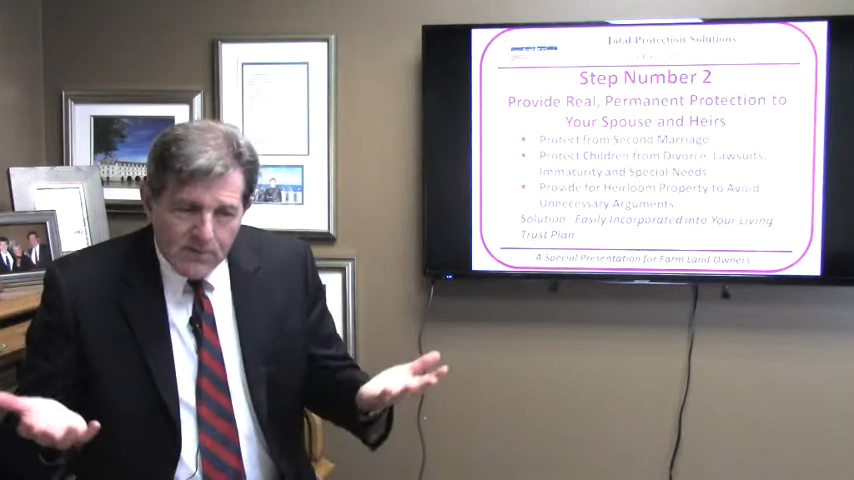 Total Protection Solutions
Step Number 2
Provide Real, Permanent Protection to
Your Spouse and Heirs
• Protect from Second Marriage
• Protect Children from Divorce, Lawsuits,
Immaturity and Special Needs
• Provide for Heirloom Property to Avoid
Unnecessary Arguments
Solution: Easily Incorporated into Your Living
Trust Plan
A Special Presentation for Farm Land Owners